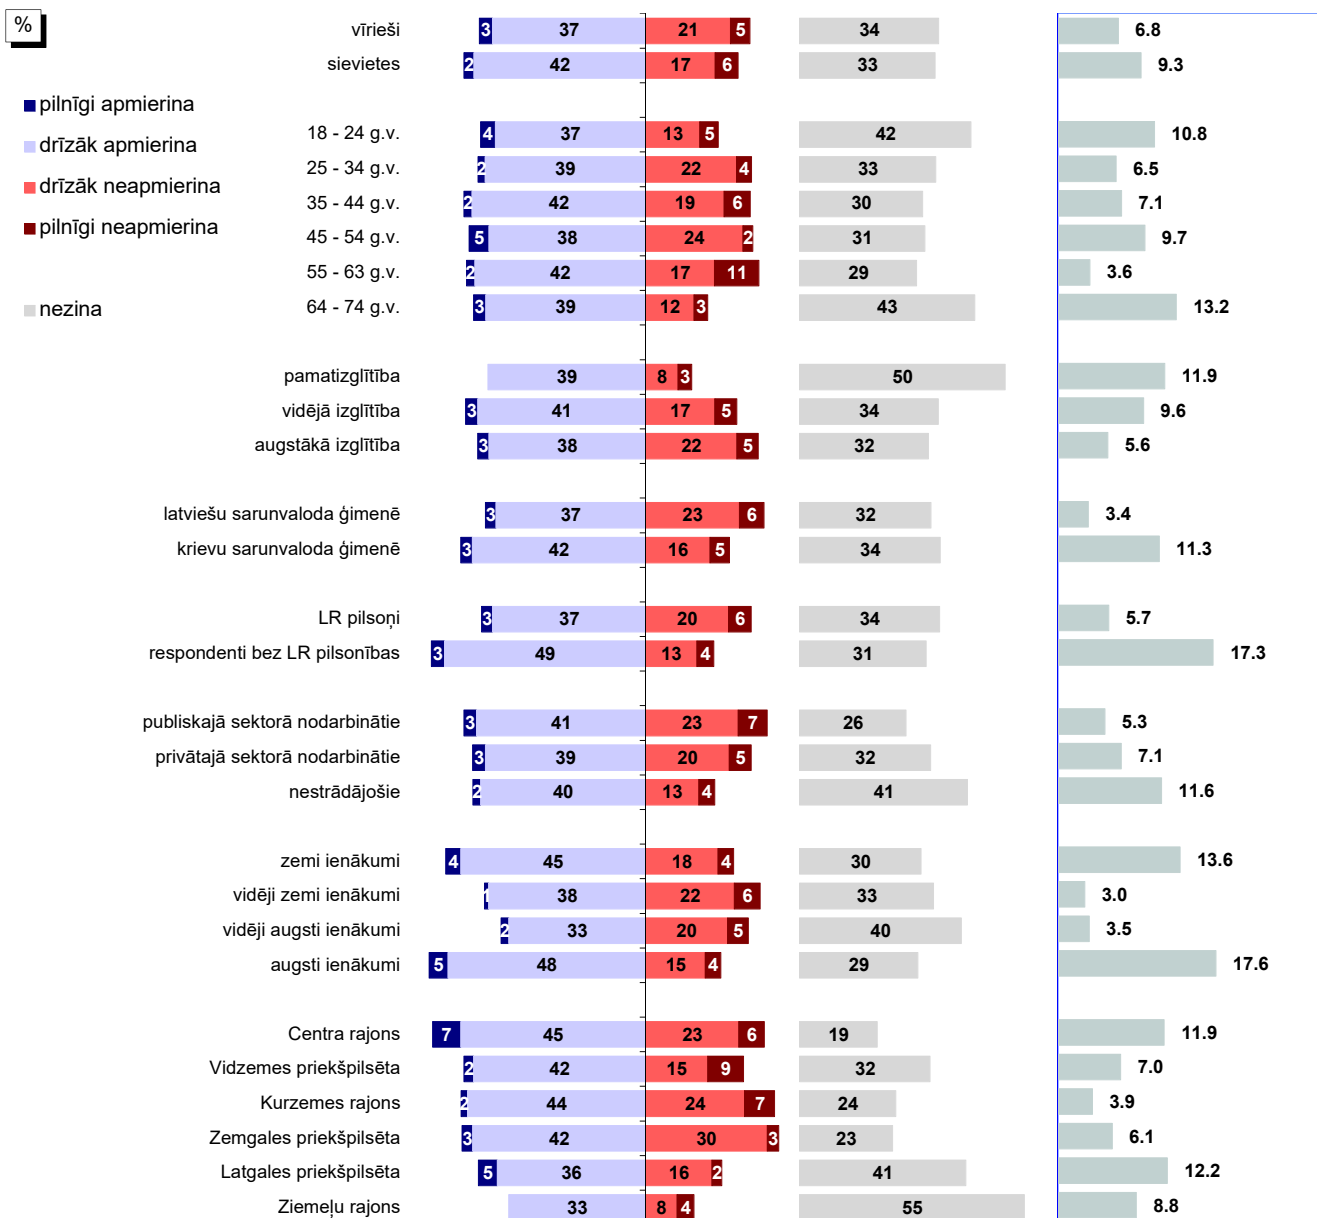 %
pilnīgi apmierina
drīzāk apmierina
drīzāk neapmierina
pilnīgi neapmierina
nezina
vīrieši 3 37 21 5 34 6.8
sievietes 2 42 17 6 33 9.3
18 - 24 g.v. 4 37 13 5 42 10.8
25 - 34 g.v. 2 39 22 4 33 6.5
35 - 44 g.v. 2 42 19 6 30 7.1
45 - 54 g.v. 5 38 24 2 31 9.7
55 - 63 g.v. 2 42 17 11 29 3.6
64 - 74 g.v. 3 39 12 3 43 13.2
pamatizglītība 39 8 3 50 11.9
vidējā izglītība 3 41 17 5 34 9.6
augstākā izglītība 3 38 22 5 32 5.6
latviešu sarunvaloda ģimenē 3 37 23 6 32 3.4
krievu sarunvaloda ģimenē 3 42 16 5 34 11.3
LR pilsoņi 3 37 20 6 34 5.7
respondenti bez LR pilsonības 3 49 13 4 31 17.3
publiskajā sektorā nodarbinātie 3 41 23 7 26 5.3
privātajā sektorā nodarbinātie 3 39 20 5 32 7.1
nestrādājošie 2 40 13 4 41 11.6
zemi ienākumi 4 45 18 4 30 13.6
vidēji zemi ienākumi 1 38 22 6 33 3.0
vidēji augsti ienākumi 2 33 20 5 40 3.5
augsti ienākumi 5 48 15 4 29 17.6
Centra rajons 7 45 23 6 19 11.9
Vidzemes priekšpilsēta 2 42 15 9 32 7.0
Kurzemes rajons 2 44 24 7 24 3.9
Zemgales priekšpilsēta 3 42 30 3 23 6.1
Latgales priekšpilsēta 5 36 16 2 41 12.2
Ziemeļu rajons 33 8 4 55 8.8